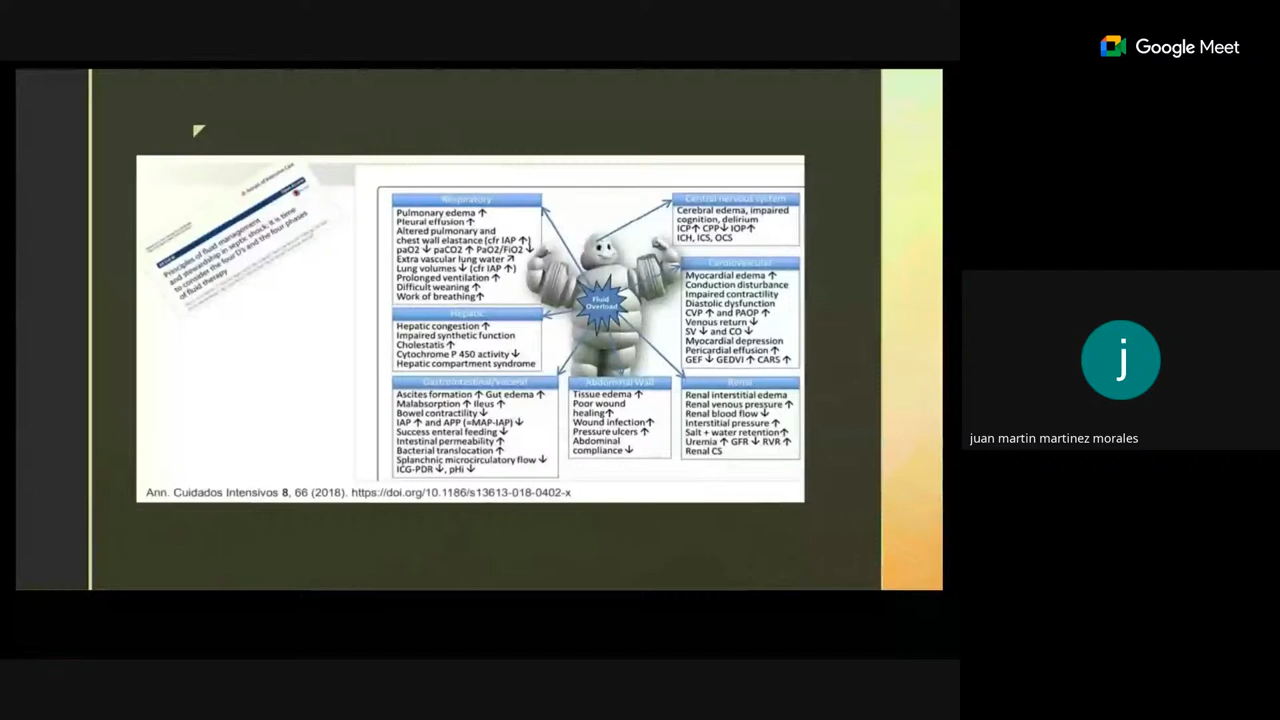 Google Meet
Annals of Intensive Care
REVIEW
Principles of fluid management
and stewardship in septic shock: it is time
to consider the four D's and the four phases
of fluid therapy
Respiratory
Pulmonary edema ↑
Pleural effusion ↑
Altered pulmonary and
chest wall elastance (cfr IAP ↑)
paO2 ↓ paCO2 ↑ PaO2/FiO2 ↓
Extra vascular lung water ↗
Lung volumes ↓ (cfr IAP ↑)
Prolonged ventilation ↑
Difficult weaning ↑
Work of breathing↑
Hepatic
Hepatic congestion ↑
Impaired synthetic function
Cholestatis ↑
Cytochrome P 450 activity ↓
Hepatic compartment syndrome
Gastrointestinal/visceral
Ascites formation ↑ Gut edema ↑
Malabsorption ↑ Ileus ↑
Bowel contractility ↓
IAP ↑ and APP (=MAP-IAP) ↓
Success enteral feeding ↓
Intestinal permeability ↑
Bacterial translocation ↑
Splanchnic microcirculatory flow ↓
ICG-PDR ↓, pHi ↓
Fluid
Overload
Abdominal Wall
Tissue edema ↑
Poor wound
healing↑
Wound infection↑
Pressure ulcers ↑
Abdominal
compliance ↓
Central nervous system
Cerebral edema, impaired
cognition, delirium
ICP↑ CPP↓ IOP↑
ICH, ICS, OCS
Cardiovascular
Myocardial edema ↑
Conduction disturbance
Impaired contractility
Diastolic dysfunction
CVP ↑ and PAOP ↑
Venous return ↓
SV ↓ and CO ↓
Myocardial depression
Pericardial effusion ↑
GEF ↓ GEDVI ↑ CARS ↑
Renal
Renal interstitial edema
Renal venous pressure ↑
Renal blood flow ↓
Interstitial pressure ↑
Salt + water retention↑
Uremia ↑ GFR ↓ RVR ↑
Renal CS
Ann. Cuidados Intensivos 8, 66 (2018). https://doi.org/10.1186/s13613-018-0402-x
j
juan martin martinez morales